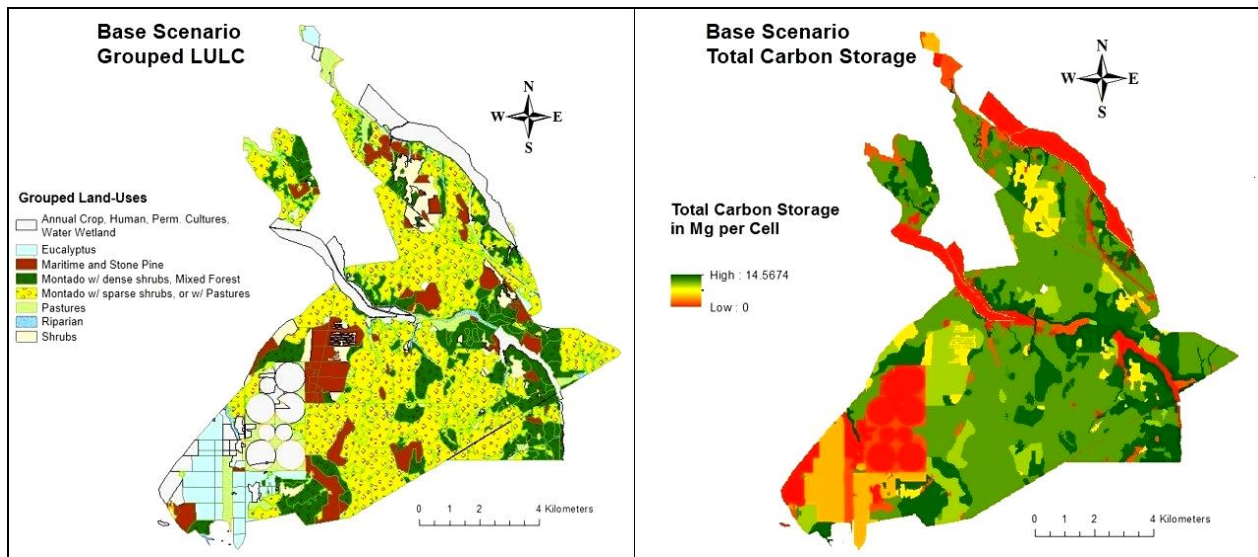 Base Scenario
Grouped LULC
N
W E
S
Grouped Land-Uses
Annual Crop, Human, Perm. Cultures,
Water Wetland
Eucalyptus
Maritime and Stone Pine
Montado w/ dense shrubs, Mixed Forest
Montado w/ sparse shrubs, or w/ Pastures
Pastures
Riparian
Shrubs
0 1 2 4 Kilometers
Base Scenario
Total Carbon Storage
N
W E
S
Total Carbon Storage
in Mg per Cell
High : 14.5674
Low : 0
0 1 2 4 Kilometers